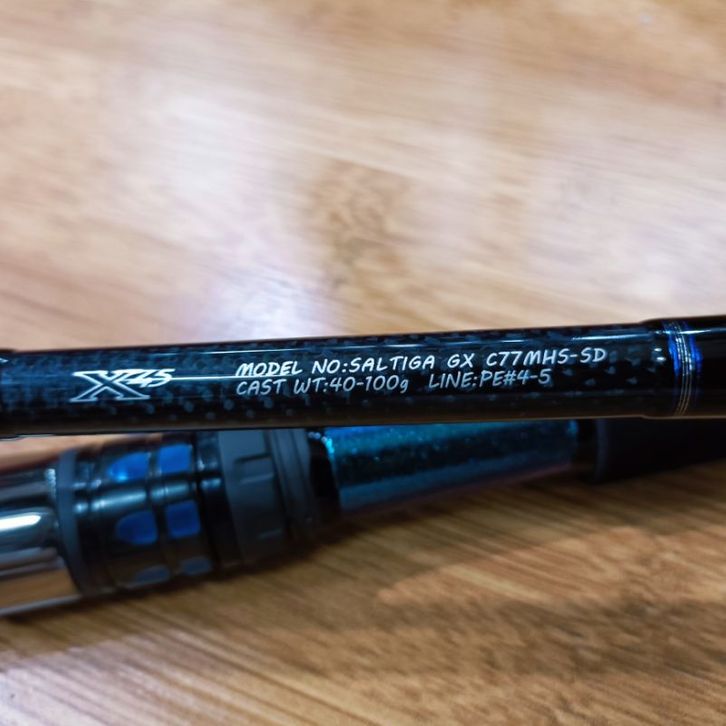 X45
MODEL NO:SALTIGA GX C77MHS-SD
CAST WT:40-100g LINE:PE#4-5